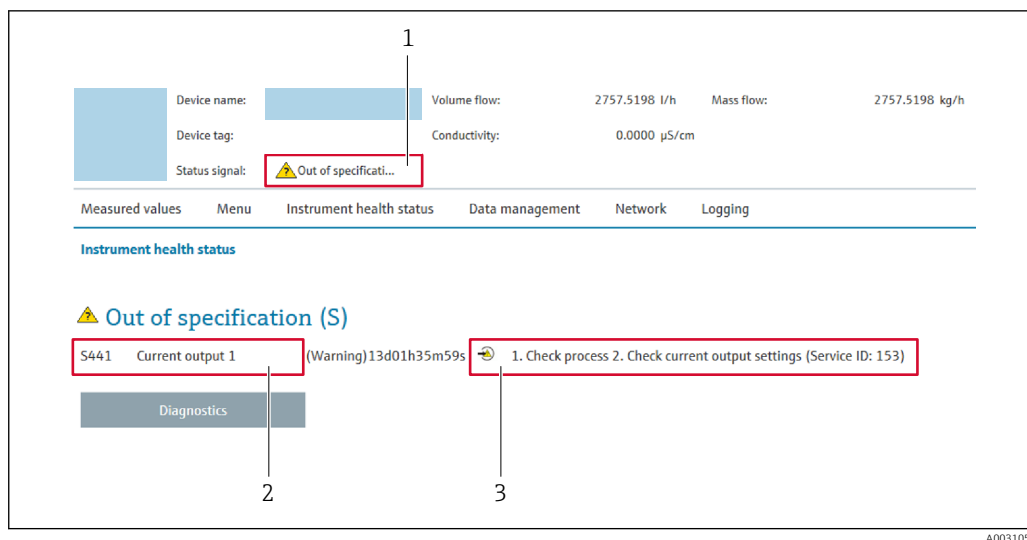 1
Device name: Volume flow: 2757.5198 l/h Mass flow: 2757.5198 kg/h
Device tag: Conductivity: 0.0000 µS/cm
Status signal: Out of specificati...
Measured values Menu Instrument health status Data management Network Logging
Instrument health status
Out of specification (S)
S441 Current output 1 (Warning)13d01h35m59s 1. Check process 2. Check current output settings (Service ID: 153)
Diagnostics
2 3